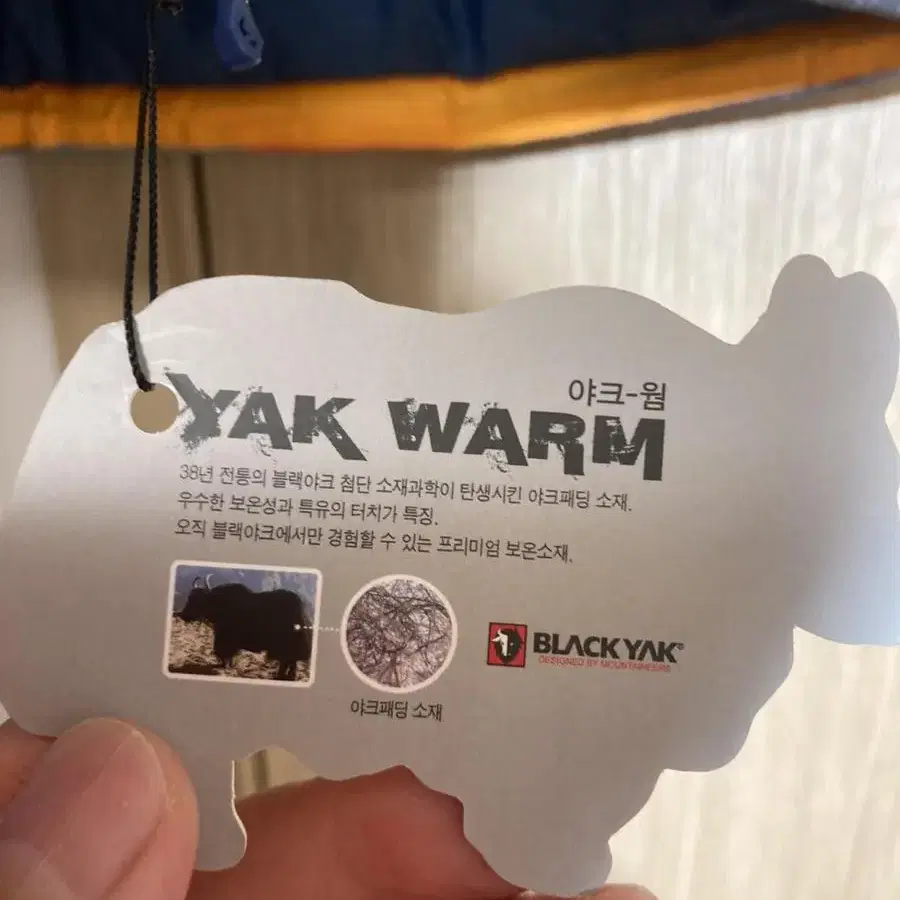 야크-웜
YAK WARM
38년 전통의 블랙야크 첨단 소재과학이 탄생시킨 야크패딩 소재.
우수한 보온성과 특유의 터치가 특징.
오직 블랙야크에서만 경험할 수 있는 프리미엄 보온소재.
야크패딩 소재
BLACKYAK®
DESIGNED BY MOUNTAINEERS